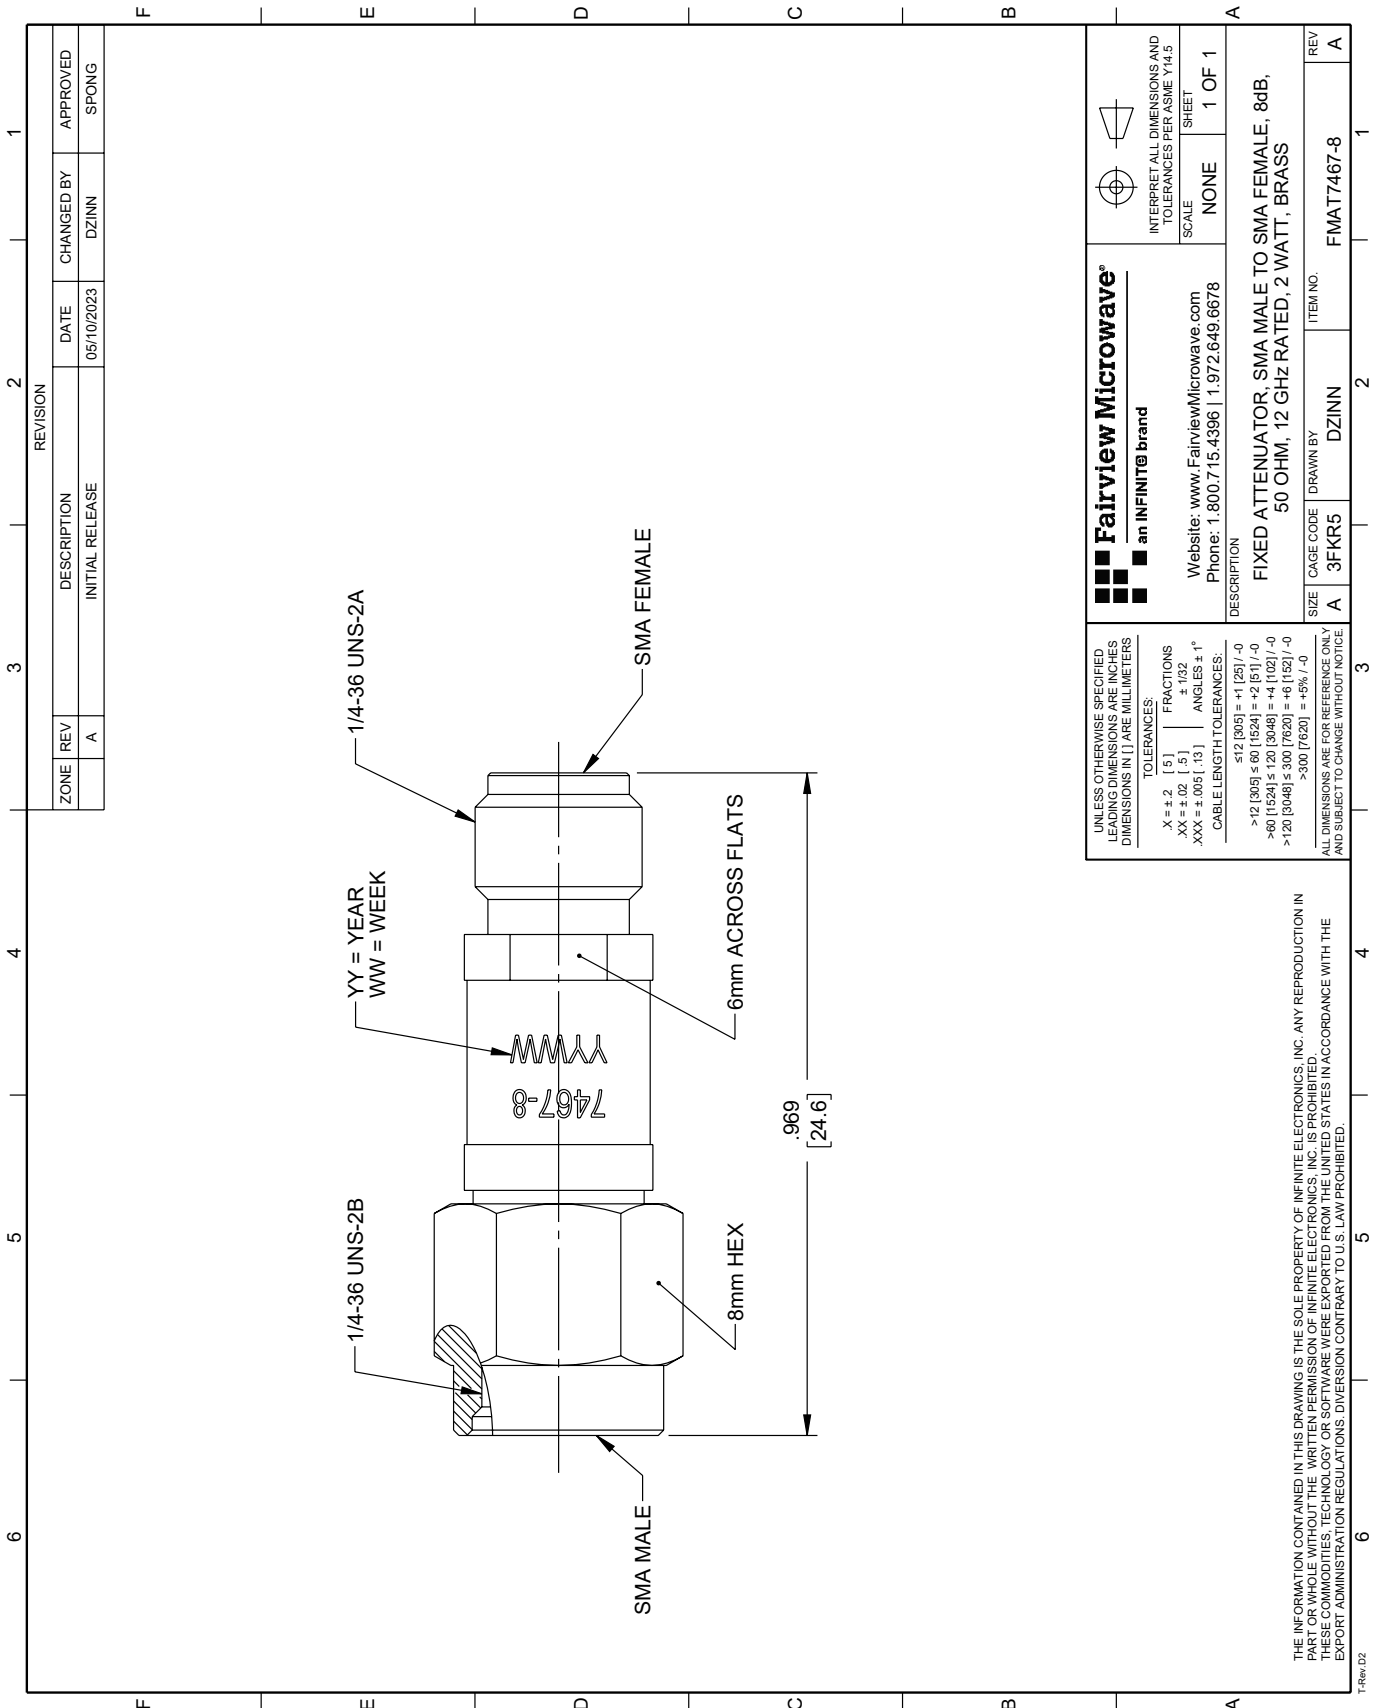 6
5
4
3
2
1
REVISION
ZONE
REV
DESCRIPTION
DATE
CHANGED BY
APPROVED
A
INITIAL RELEASE
05/10/2023
DZINN
SPONG
F
F
E
E
D
D
C
C
B
B
A
A
1/4-36 UNS-2B
YY = YEAR
WW = WEEK
1/4-36 UNS-2A
7467-8
YYWW
SMA MALE
8mm HEX
6mm ACROSS FLATS
SMA FEMALE
.969
[24.6]
THE INFORMATION CONTAINED IN THIS DRAWING IS THE SOLE PROPERTY OF INFINITE ELECTRONICS, INC. ANY REPRODUCTION IN
PART OR WHOLE WITHOUT THE WRITTEN PERMISSION OF INFINITE ELECTRONICS, INC. IS PROHIBITED.
THESE COMMODITIES, TECHNOLOGY OR SOFTWARE WERE EXPORTED FROM THE UNITED STATES IN ACCORDANCE WITH THE
EXPORT ADMINISTRATION REGULATIONS. DIVERSION CONTRARY TO U.S. LAW PROHIBITED.
UNLESS OTHERWISE SPECIFIED
LEADING DIMENSIONS ARE INCHES
DIMENSIONS IN [ ] ARE MILLIMETERS
TOLERANCES:
.X = ± .2 [ 5 ]
.XX = ± .02 [ .5 ]
.XXX = ± .005 [ .13 ]
FRACTIONS
± 1/32
ANGLES ± 1°
CABLE LENGTH TOLERANCES:
≤12 [305] = +1 [25] / -0
>12 [305] ≤ 60 [1524] = +2 [51] / -0
>60 [1524] ≤ 120 [3048] = +4 [102] / -0
>120 [3048] ≤ 300 [7620] = +6 [152] / -0
>300 [7620] = +5% / -0
ALL DIMENSIONS ARE FOR REFERENCE ONLY
AND SUBJECT TO CHANGE WITHOUT NOTICE.
Fairview Microwave®
an INFINITE brand
Website: www.FairviewMicrowave.com
Phone: 1.800.715.4396 | 1.972.649.6678
INTERPRET ALL DIMENSIONS AND
TOLERANCES PER ASME Y14.5
SCALE
NONE
SHEET
1 OF 1
DESCRIPTION
FIXED ATTENUATOR, SMA MALE TO SMA FEMALE, 8dB,
50 OHM, 12 GHz RATED, 2 WATT, BRASS
SIZE
A
CAGE CODE
3FKR5
DRAWN BY
DZINN
ITEM NO.
FMAT7467-8
REV
A
T-Rev.D2
6
5
4
3
2
1